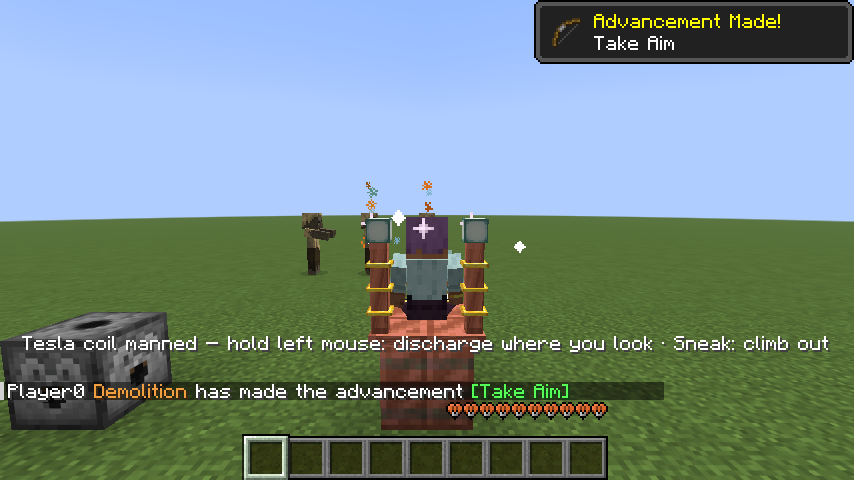 Advancement Made!
Take Aim
Tesla coil manned — hold left mouse: discharge where you look · Sneak: climb out
Player0 Demolition has made the advancement [Take Aim]